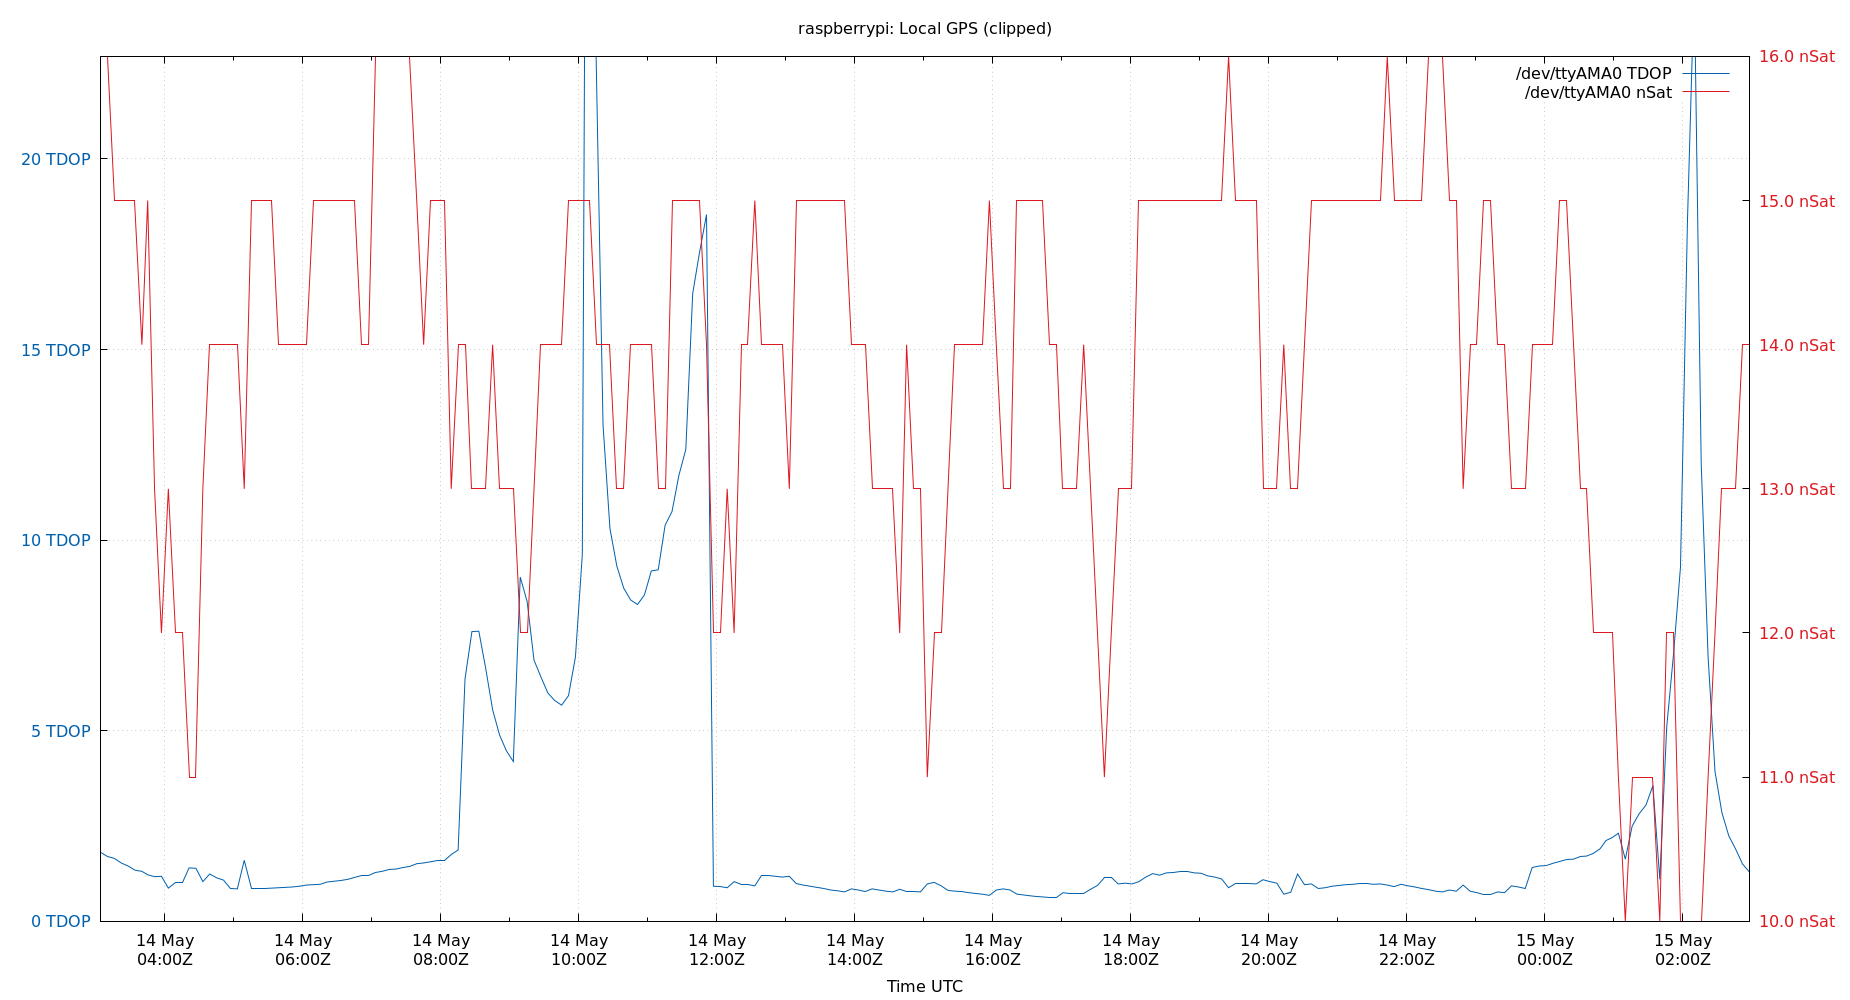 raspberrypi: Local GPS (clipped)
16.0 nSat
/dev/ttyAMA0 TDOP
/dev/ttyAMA0 nSat
20 TDOP
15.0 nSat
15 TDOP
14.0 nSat
13.0 nSat
10 TDOP
12.0 nSat
5 TDOP
11.0 nSat
0 TDOP
10.0 nSat
14 May 14 May 14 May 14 May 14 May 14 May 14 May 14 May 14 May 14 May 15 May 15 May
04:00Z 06:00Z 08:00Z 10:00Z 12:00Z 14:00Z 16:00Z 18:00Z 20:00Z 22:00Z 00:00Z 02:00Z
Time UTC